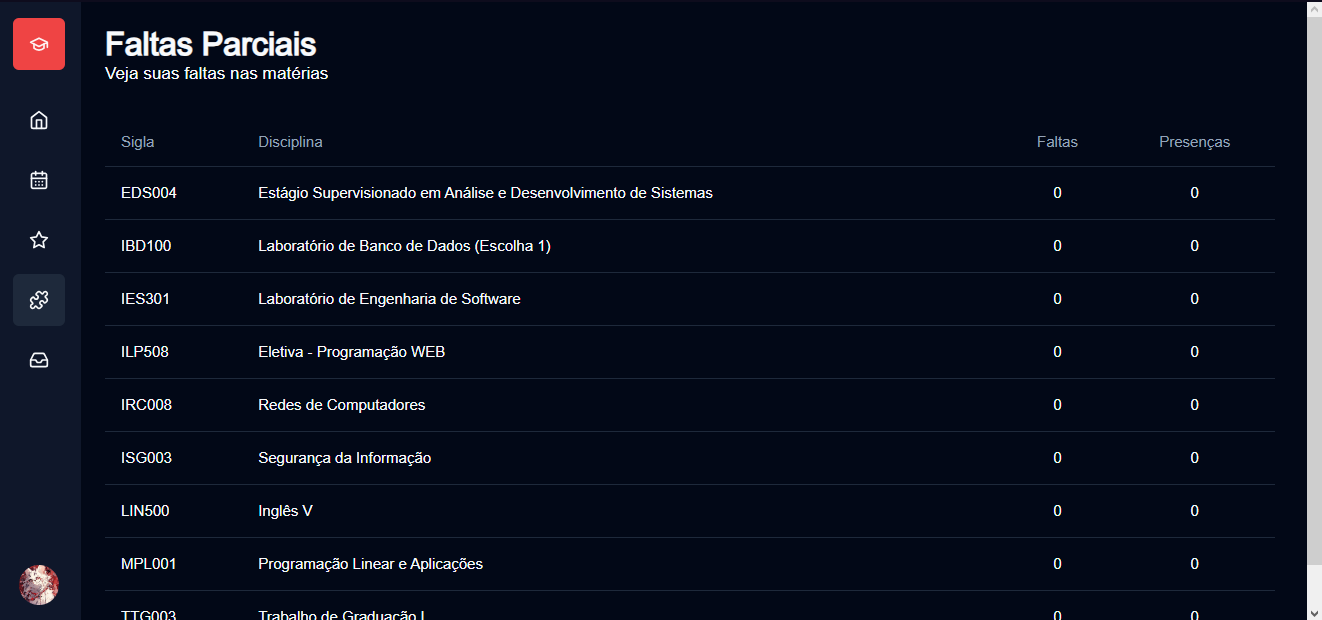 Faltas Parciais
Veja suas faltas nas matérias
Sigla Disciplina Faltas Presenças
EDS004 Estágio Supervisionado em Análise e Desenvolvimento de Sistemas 0 0
IBD100 Laboratório de Banco de Dados (Escolha 1) 0 0
IES301 Laboratório de Engenharia de Software 0 0
ILP508 Eletiva - Programação WEB 0 0
IRC008 Redes de Computadores 0 0
ISG003 Segurança da Informação 0 0
LIN500 Inglês V 0 0
MPL001 Programação Linear e Aplicações 0 0
TTG003 Trabalho de Graduação I 0 0